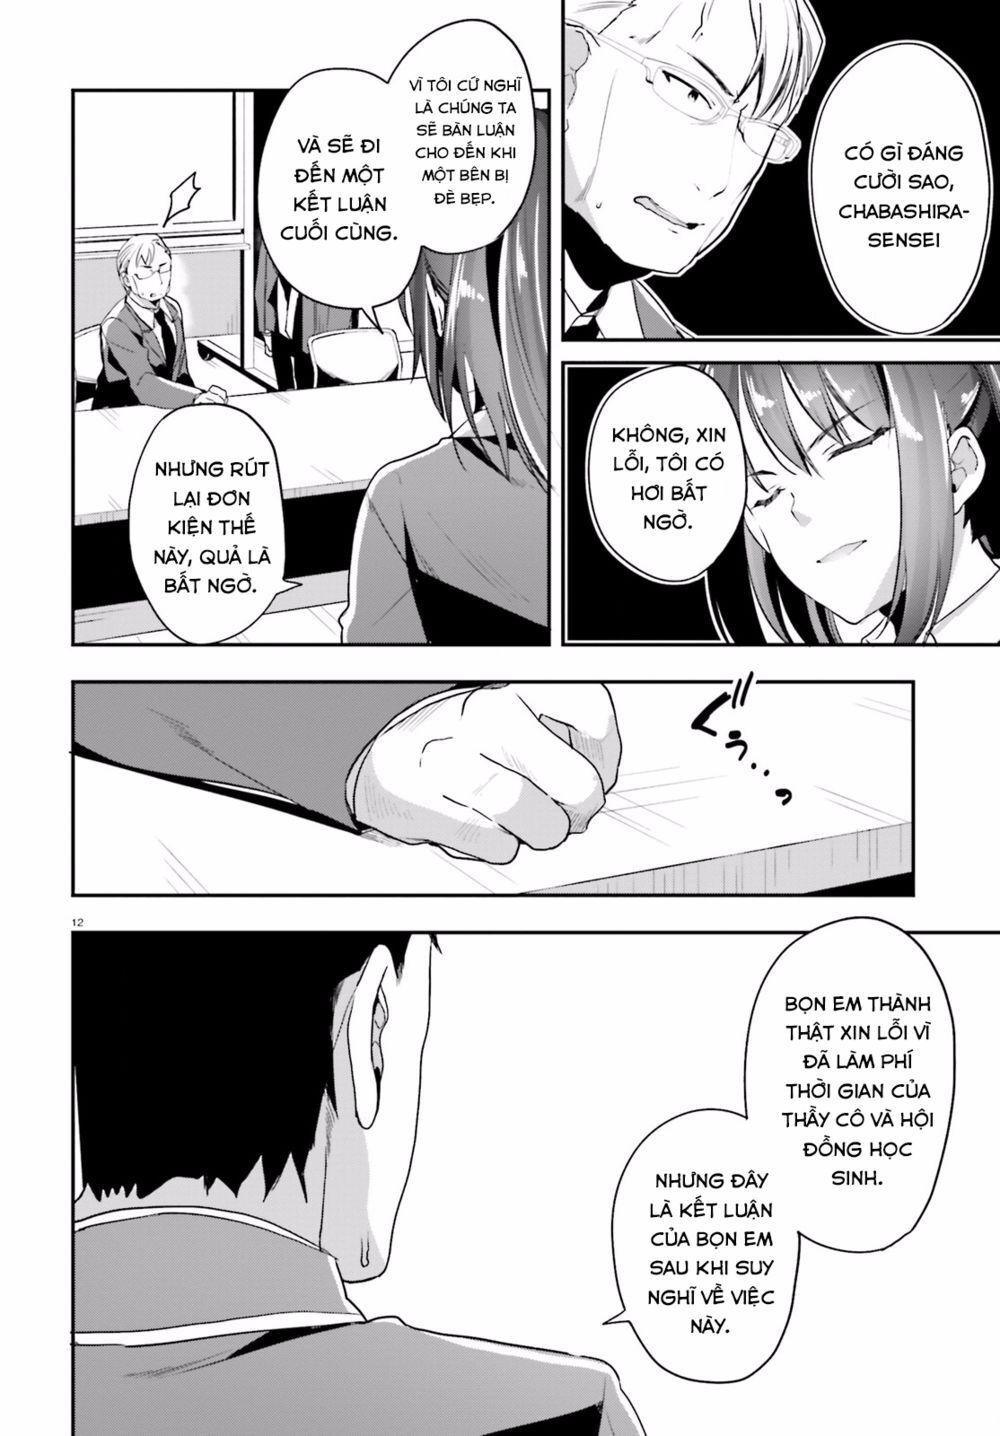 CÓ GÌ ĐÁNG
CƯỜI SAO,
CHABASHIRA-
SENSEI
KHÔNG, XIN
LỖI, TÔI CÓ
HƠI BẤT
NGỜ.
VÌ TÔI CỨ NGHĨ
LÀ CHÚNG TA
SẼ BÀN LUẬN
CHO ĐẾN KHI
MỘT BÊN BỊ
ĐÈ BẸP.
VÀ SẼ ĐI
ĐẾN MỘT
KẾT LUẬN
CUỐI CÙNG.
NHƯNG RÚT
LẠI ĐƠN
KIỆN THẾ
NÀY, QUẢ LÀ
BẤT NGỜ.
ぐぅ...っ
12
BỌN EM THÀNH
THẬT XIN LỖI VÌ
ĐÃ LÀM PHÍ
THỜI GIAN CỦA
THẦY CÔ VÀ HỘI
ĐỒNG HỌC
SINH.
NHƯNG ĐÂY
LÀ KẾT LUẬN
CỦA BỌN EM
SAU KHI SUY
NGHĨ VỀ VIỆC
NÀY.